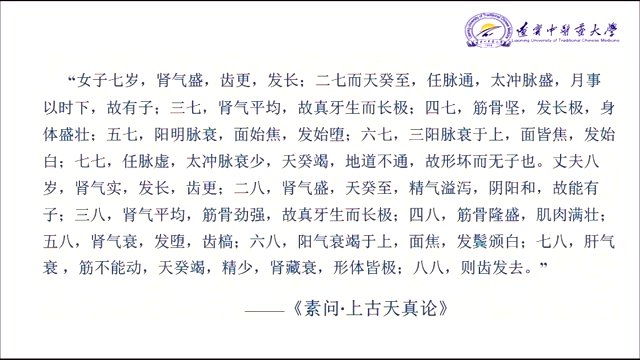 辽宁中医药大学
Liaoning University of Traditional Chinese Medicine
“女子七岁，肾气盛，齿更，发长；二七而天癸至，任脉通，太冲脉盛，月事
以时下，故有子；三七，肾气平均，故真牙生而长极；四七，筋骨坚，发长极，身
体盛壮；五七，阳明脉衰，面始焦，发始堕；六七，三阳脉衰于上，面皆焦，发始
白；七七，任脉虚，太冲脉衰少，天癸竭，地道不通，故形坏而无子也。丈夫八
岁，肾气实，发长，齿更；二八，肾气盛，天癸至，精气溢泻，阴阳和，故能有
子；三八，肾气平均，筋骨劲强，故真牙生而长极；四八，筋骨隆盛，肌肉满壮；
五八，肾气衰，发堕，齿槁；六八，阳气衰竭于上，面焦，发鬓颁白；七八，肝气
衰 ，筋不能动，天癸竭，精少，肾藏衰，形体皆极；八八，则齿发去。”
——《素问·上古天真论》